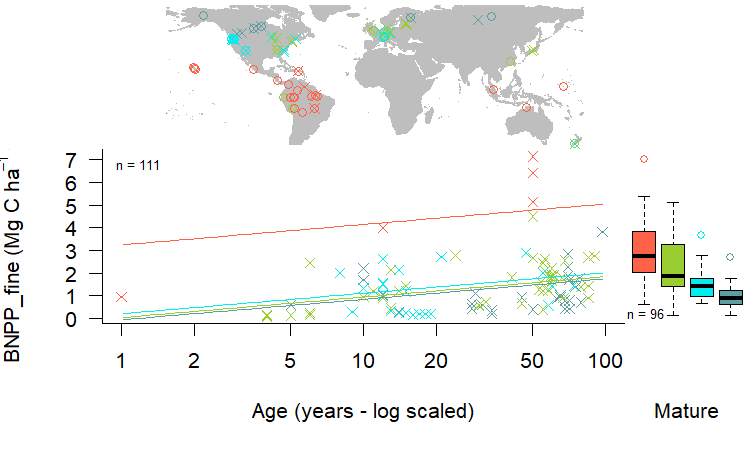 BNPP_fine (Mg C ha⁻¹
7
6
5
4
3
2
1
0
n = 111
n = 96
1 2 5 10 20 50 100
Age (years - log scaled)
Mature